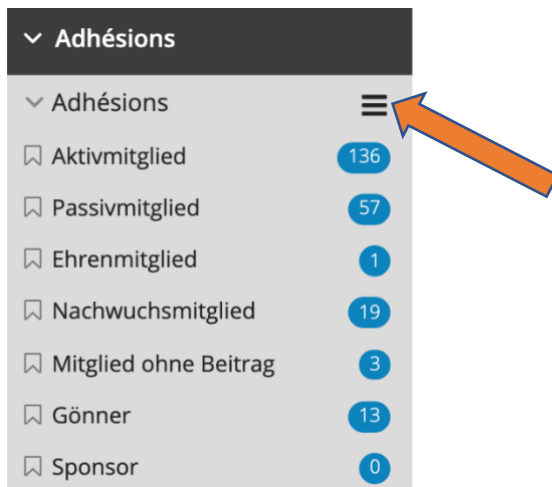 Adhésions
Adhésions
Aktivmitglied 136
Passivmitglied 57
Ehrenmitglied 1
Nachwuchsmitglied 19
Mitglied ohne Beitrag 3
Gönner 13
Sponsor 0